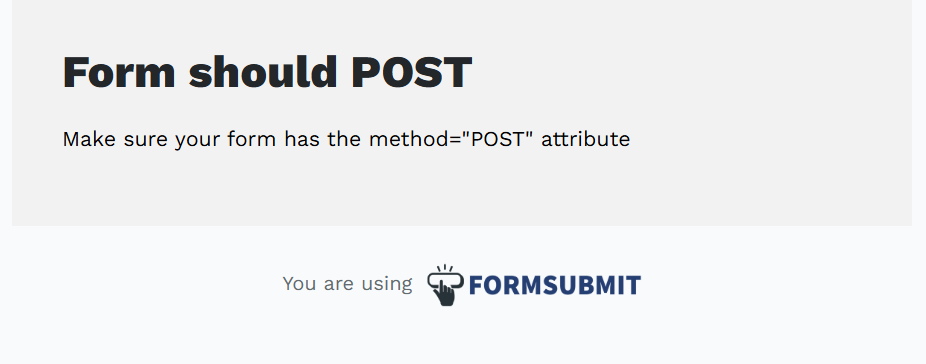 Form should POST
Make sure your form has the method="POST" attribute
You are using FORMSUBMIT